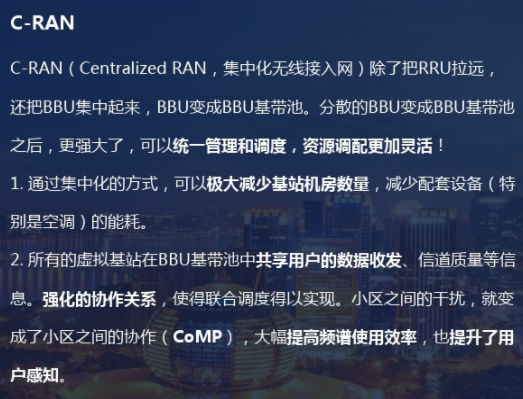 C-RAN
C-RAN（Centralized RAN，集中化无线接入网）除了把RRU拉远，
还把BBU集中起来，BBU变成BBU基带池。分散的BBU变成BBU基带池
之后，更强大了，可以统一管理和调度，资源调配更加灵活！
1. 通过集中化的方式，可以极大减少基站机房数量，减少配套设备（特
别是空调）的能耗。
2. 所有的虚拟基站在BBU基带池中共享用户的数据收发、信道质量等信
息。强化的协作关系，使得联合调度得以实现。小区之间的干扰，就变
成了小区之间的协作（CoMP），大幅提高频谱使用效率，也提升了用
户感知。